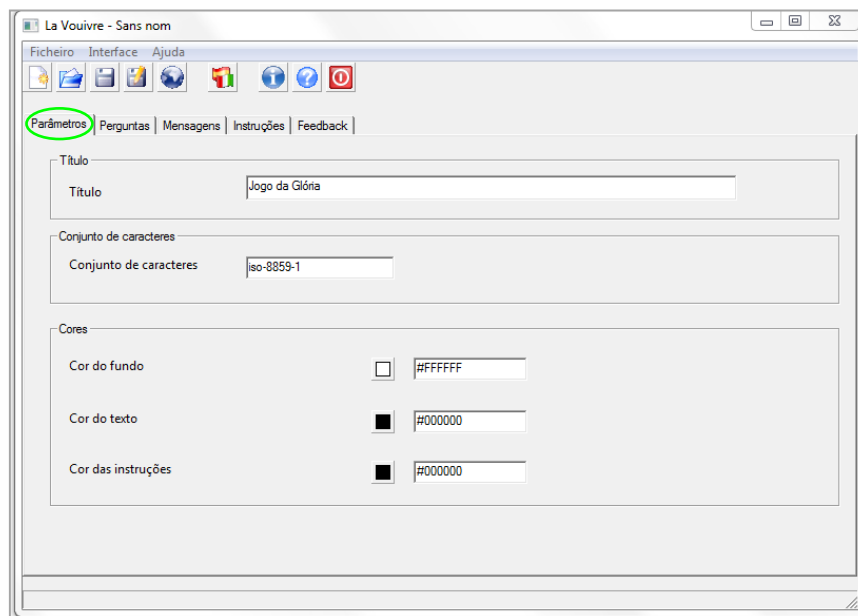 La Vouivre - Sans nom
Ficheiro Interface Ajuda
Parâmetros Perguntas Mensagens Instruções Feedback
Título
Título Jogo da Glória
Conjunto de caracteres
Conjunto de caracteres iso-8859-1
Cores
Cor do fundo #FFFFFF
Cor do texto #000000
Cor das instruções #000000